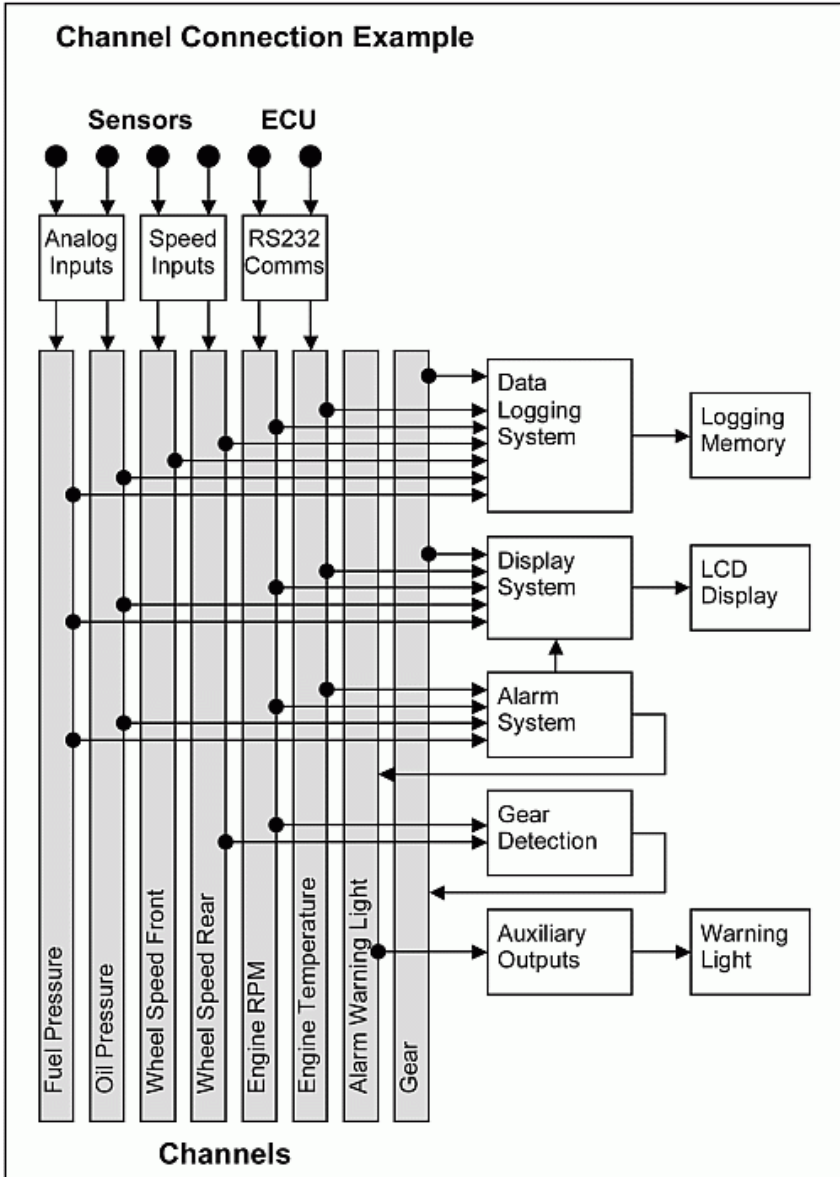 Channel Connection Example
Sensors
ECU
Analog
Inputs
Speed
Inputs
RS232
Comms
Data
Logging
System
Logging
Memory
Display
System
LCD
Display
Alarm
System
Gear
Detection
Auxiliary
Outputs
Warning
Light
Fuel Pressure
Oil Pressure
Wheel Speed Front
Wheel Speed Rear
Engine RPM
Engine Temperature
Alarm Warning Light
Gear
Channels